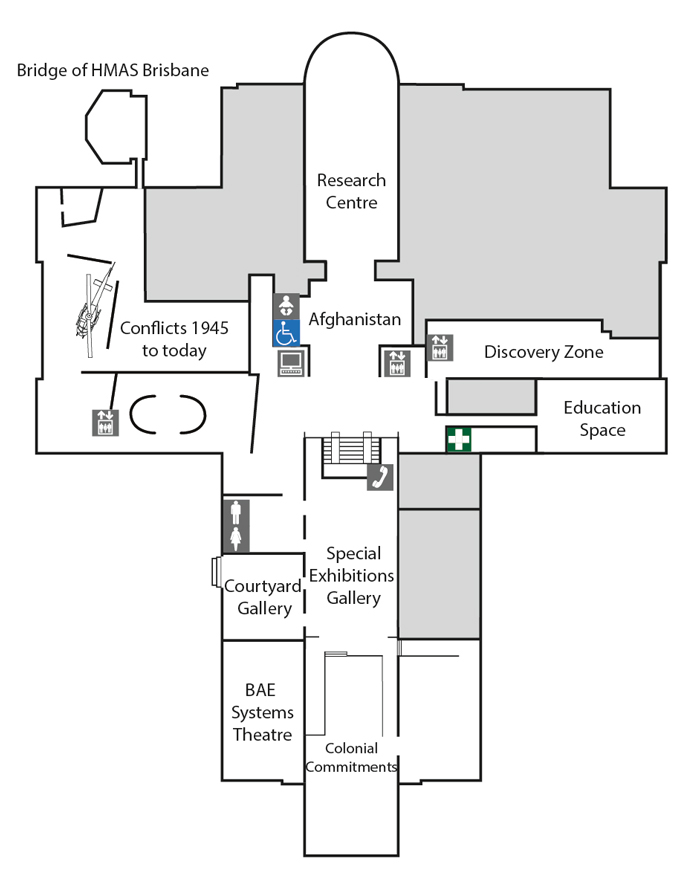 Bridge of HMAS Brisbane
Research
Centre
Afghanistan
Conflicts 1945
to today
Discovery Zone
Education
Space
Special
Exhibitions
Gallery
Courtyard
Gallery
BAE
Systems
Theatre
Colonial
Commitments